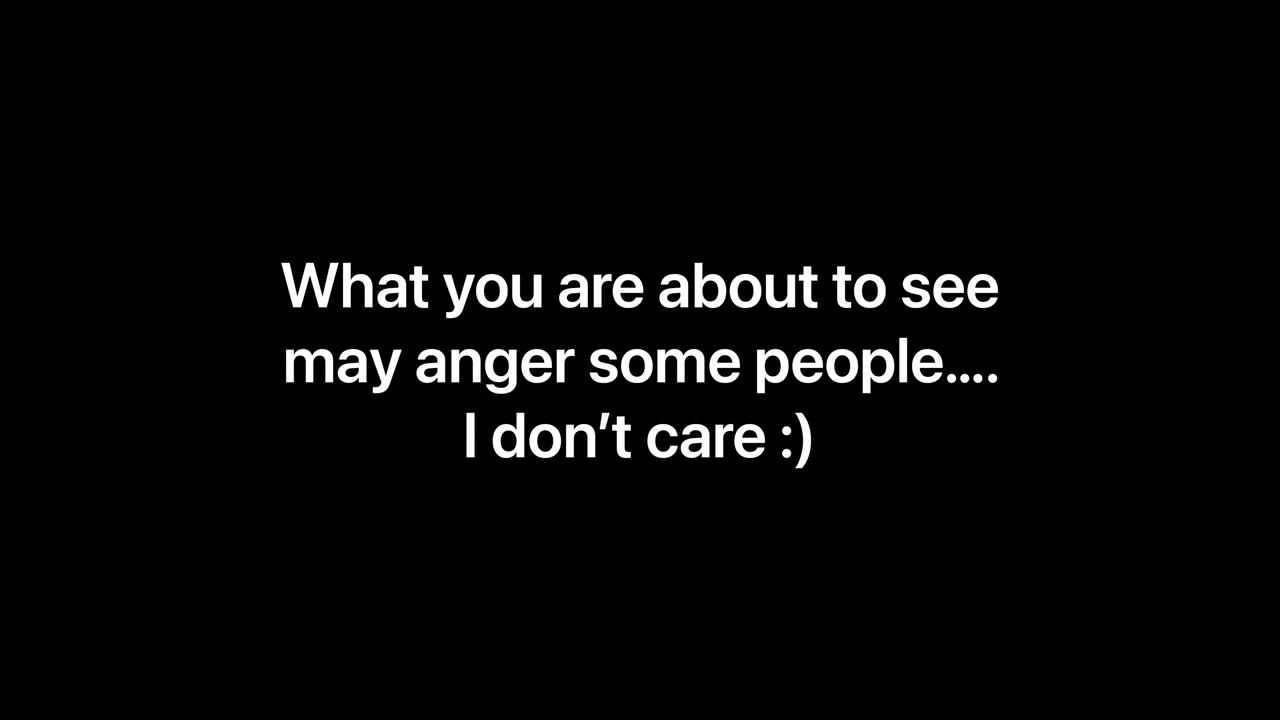 What you are about to see
may anger some people....
I don’t care :)